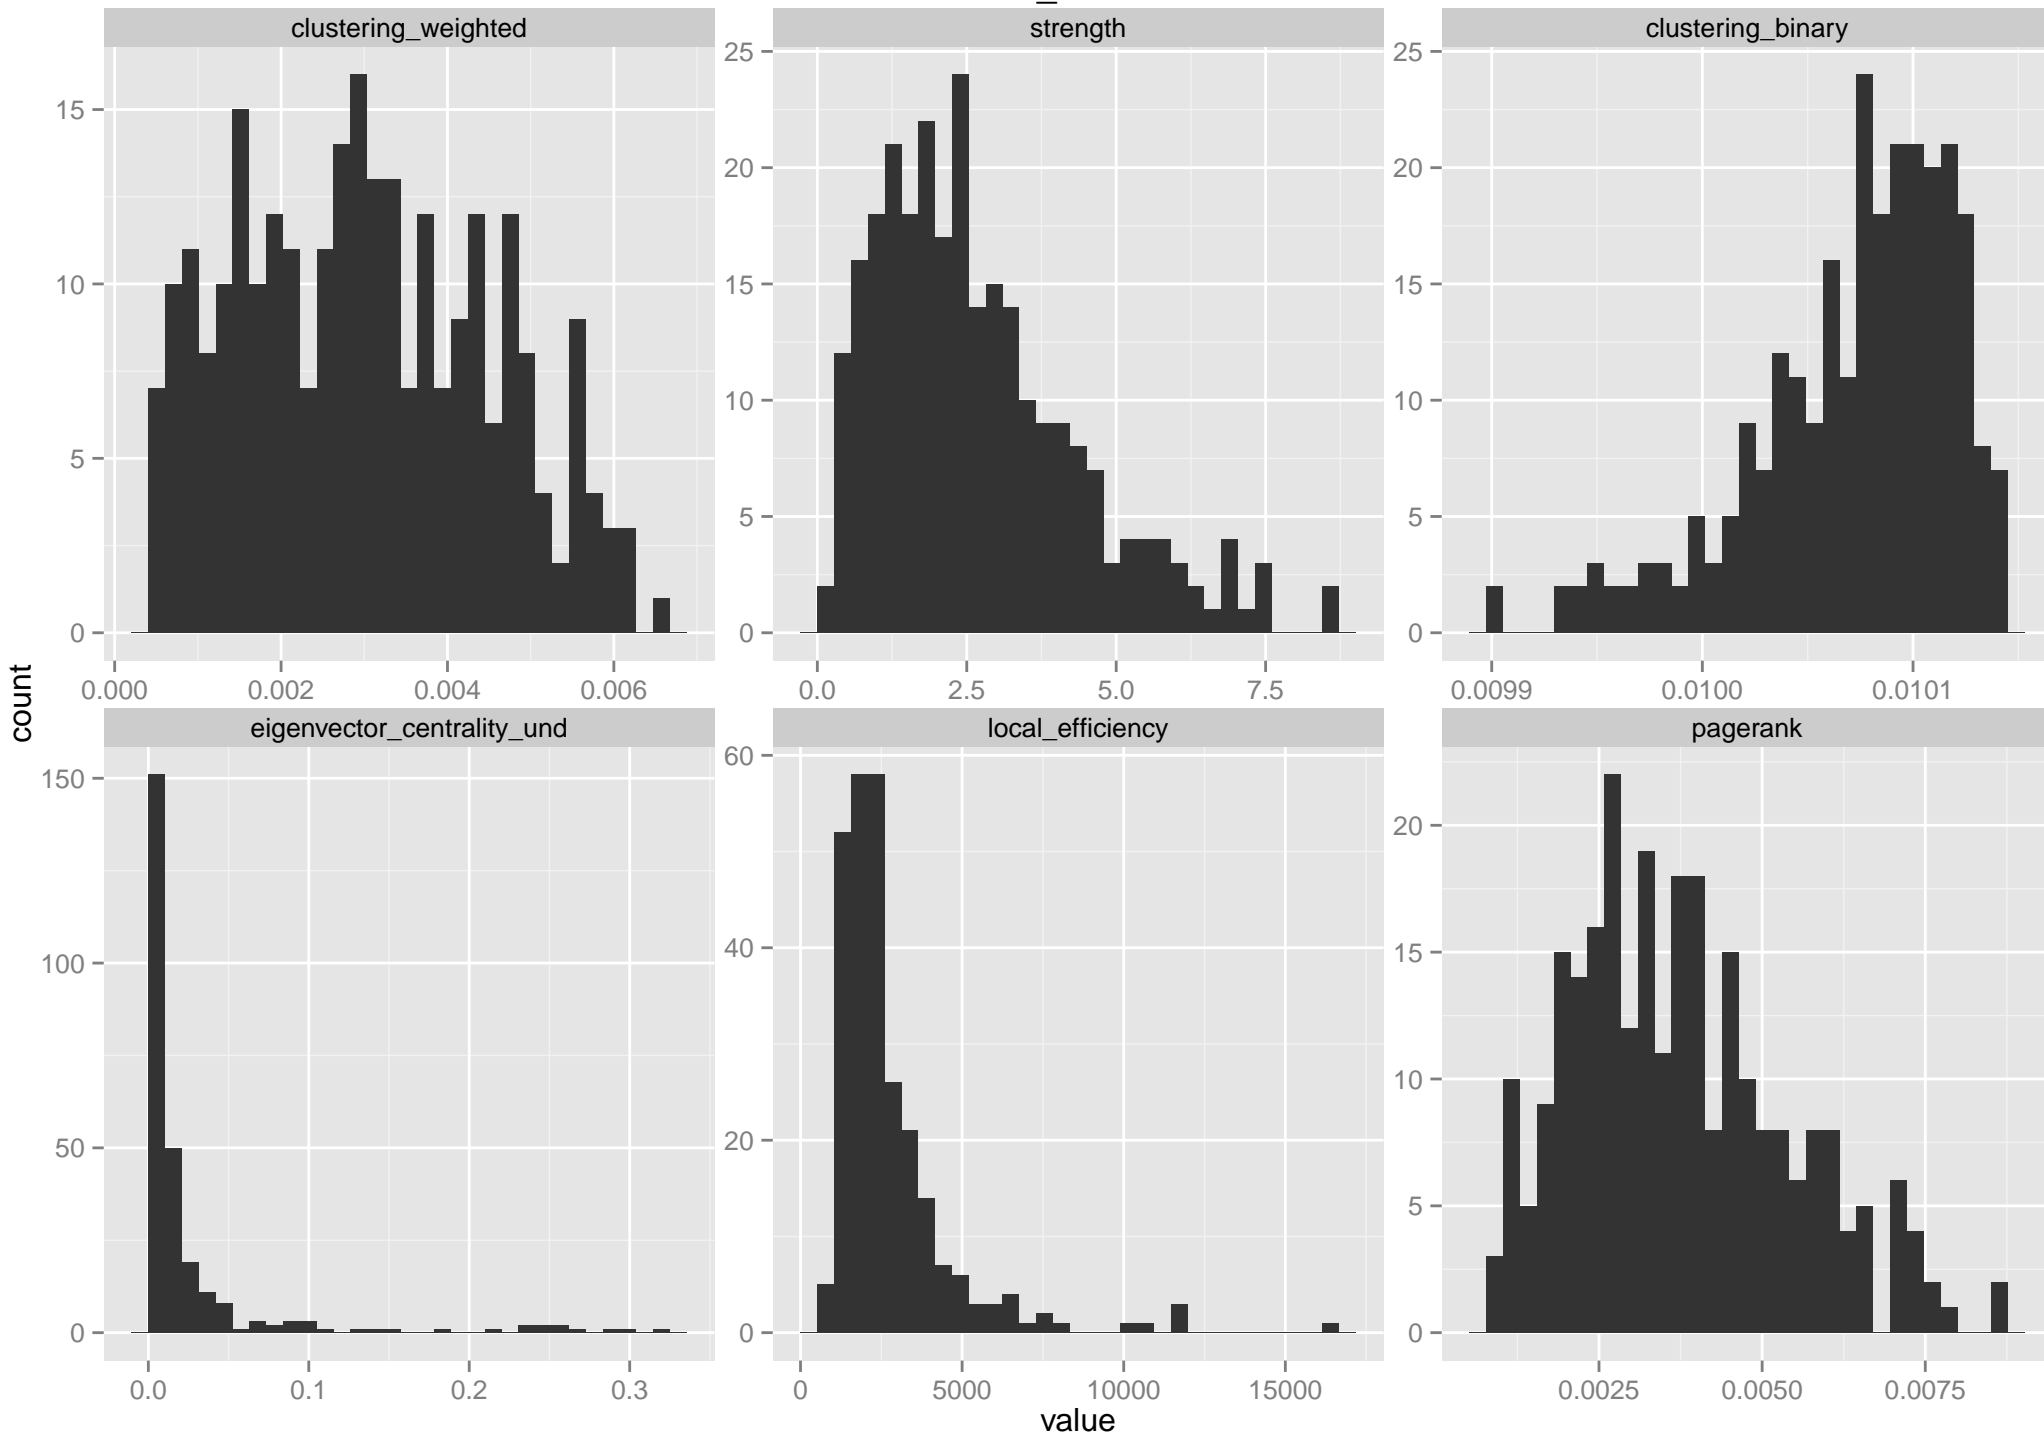 _
clustering_weighted
strength
clustering_binary
15
10
5
0
25
20
15
10
5
0
25
20
15
10
5
0
0.000 0.002 0.004 0.006
0.0 2.5 5.0 7.5
0.0099 0.0100 0.0101
count
eigenvector_centrality_und
local_efficiency
pagerank
150
100
50
0
60
40
20
0
20
15
10
5
0
0.0 0.1 0.2 0.3
0 5000 10000 15000
0.0025 0.0050 0.0075
value